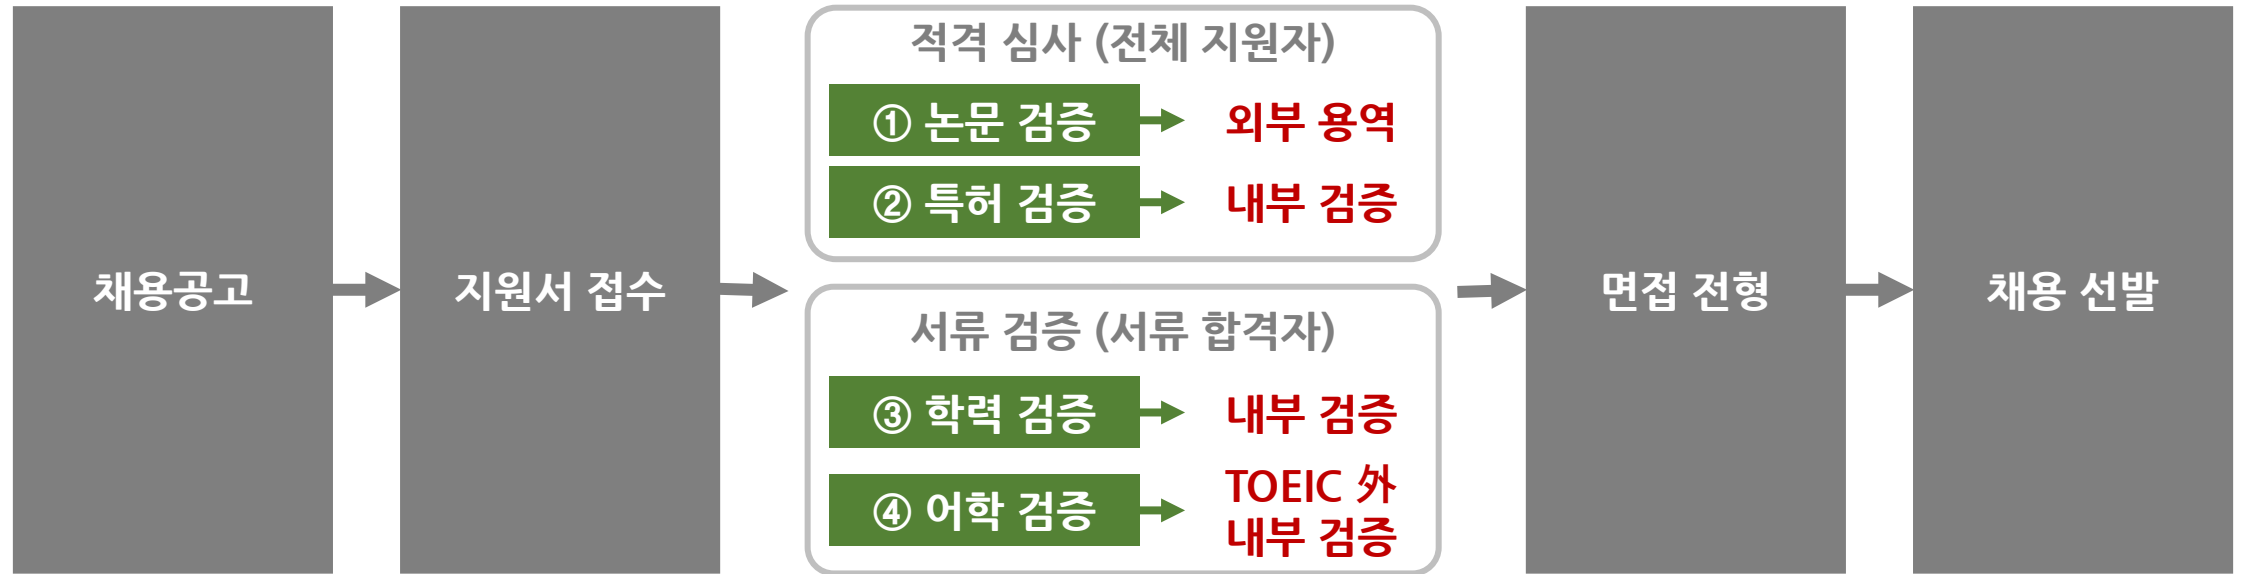 채용공고
지원서 접수
적격 심사 (전체 지원자)
① 논문 검증
외부 용역
② 특허 검증
내부 검증
서류 검증 (서류 합격자)
③ 학력 검증
내부 검증
④ 어학 검증
TOEIC 外
내부 검증
면접 전형
채용 선발